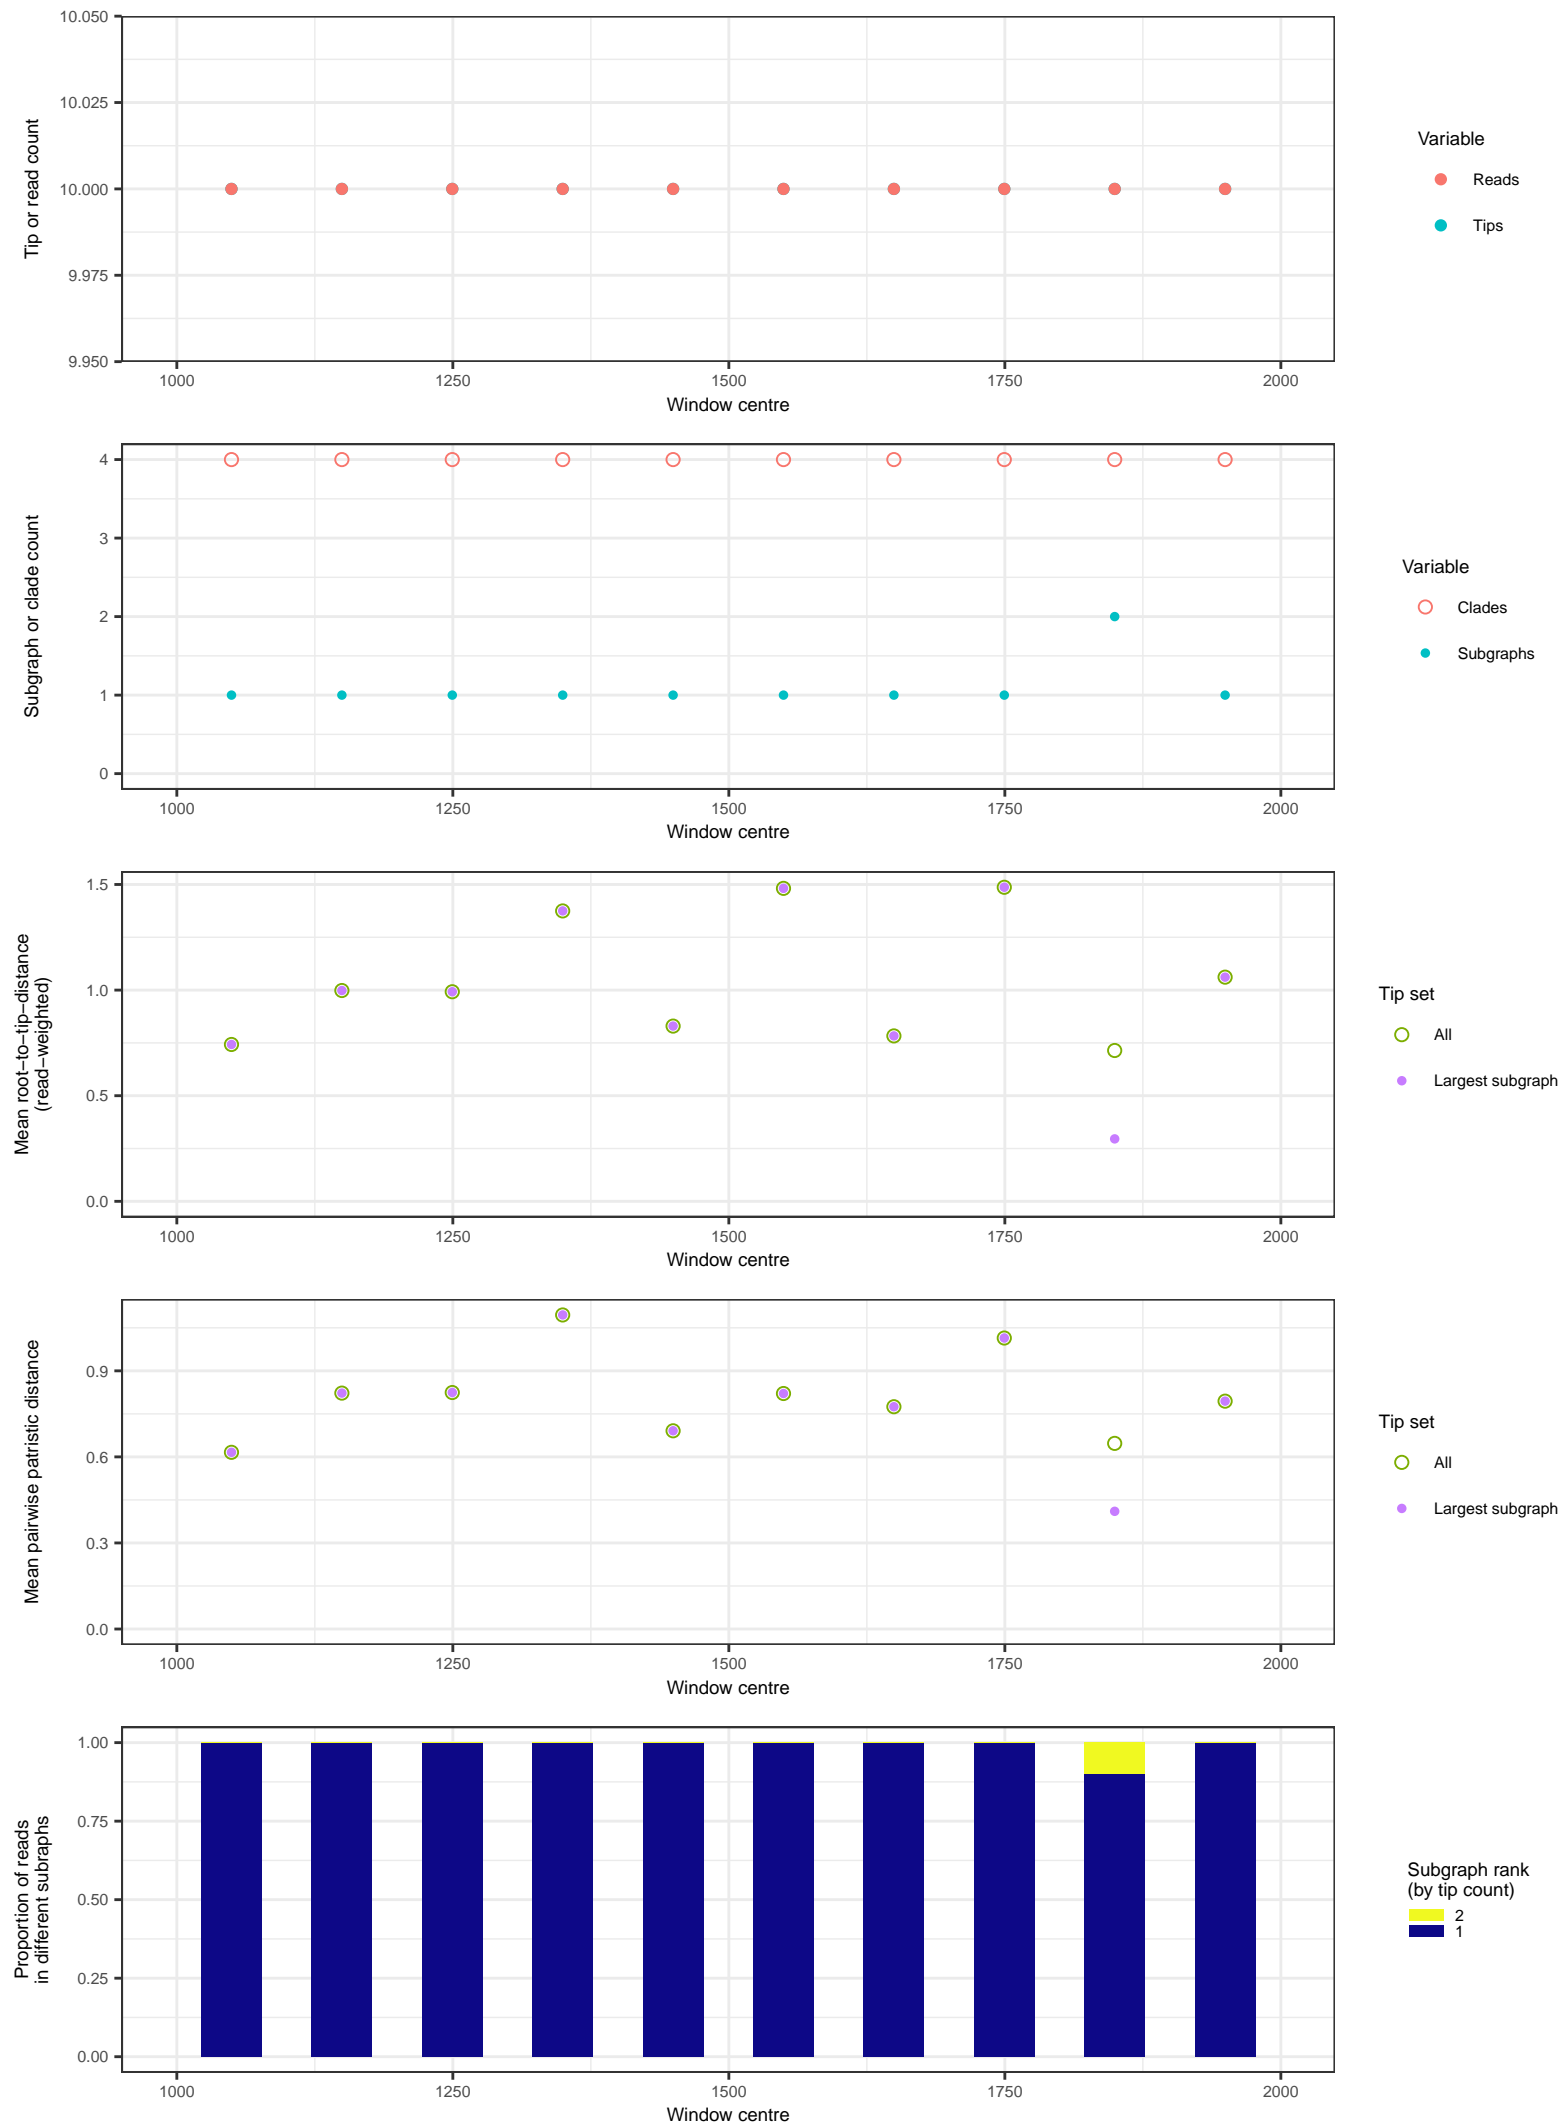 10.050
10.025
10.000
9.975
9.950
Tip or read count
1000 1250 1500 1750 2000
Window centre
Variable
Reads
Tips
4
3
2
1
0
Subgraph or clade count
1000 1250 1500 1750 2000
Window centre
Variable
Clades
Subgraphs
1.5
1.0
0.5
0.0
Mean root−to−tip−distance
(read−weighted)
1000 1250 1500 1750 2000
Window centre
Tip set
All
Largest subgraph
0.9
0.6
0.3
0.0
Mean pairwise patristic distance
1000 1250 1500 1750 2000
Window centre
Tip set
All
Largest subgraph
1.00
0.75
0.50
0.25
0.00
Proportion of reads
in different subraphs
1000 1250 1500 1750 2000
Window centre
Subgraph rank
(by tip count)
2
1